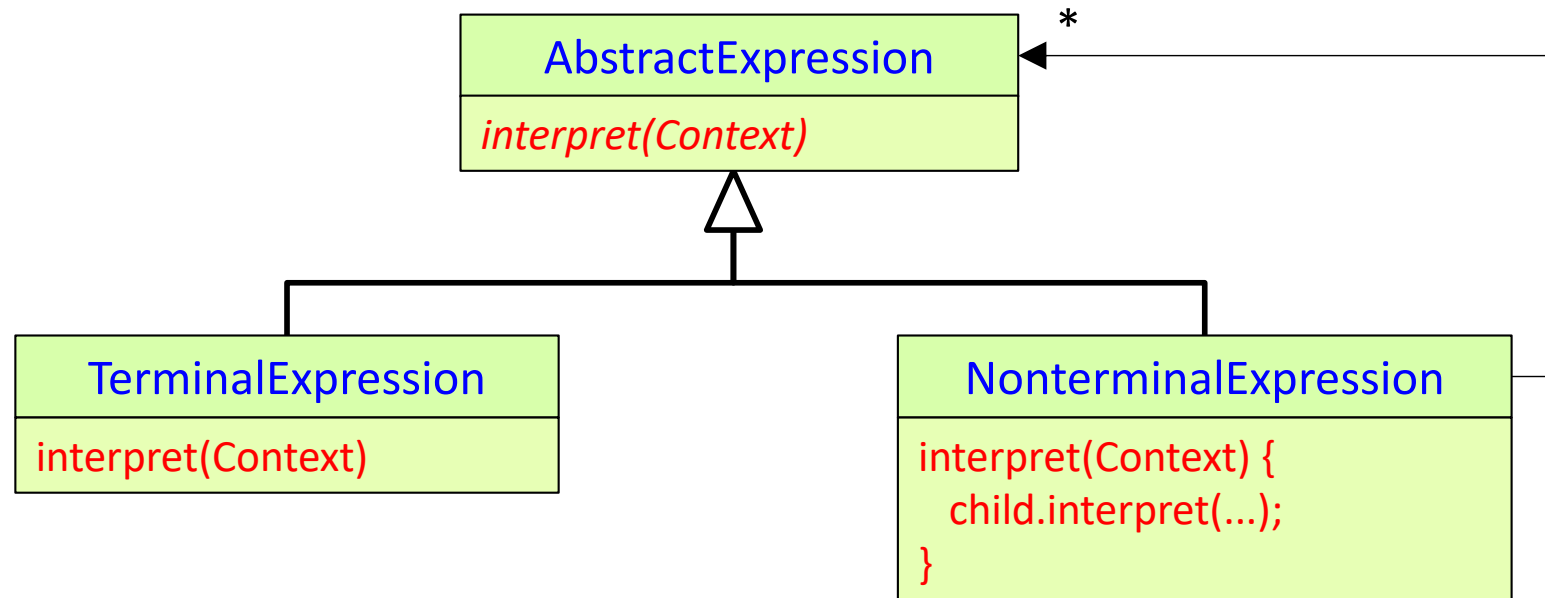 *
AbstractExpression
interpret(Context)
TerminalExpression
interpret(Context)
NonterminalExpression
interpret(Context) {
child.interpret(...);
}